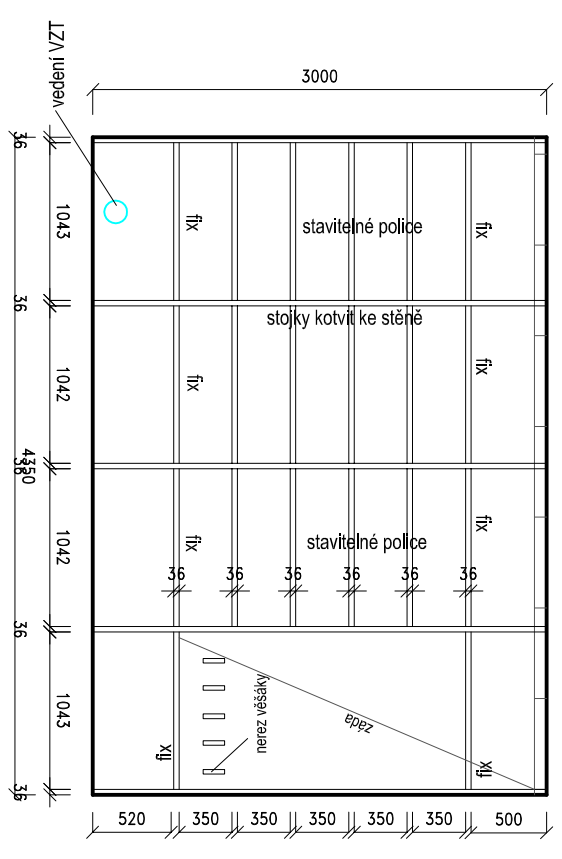 vedení VZT
3000
36
1043
36
1042
36
4350
1042
36
1043
36
fix
stavitelné police
fix
stojky kotvit ke stěně
fix
fix
fix
stavitelné police
fix
36
36
36
36
36
36
fix
nerez věšáky
záda
fix
520
350
350
350
350
350
500